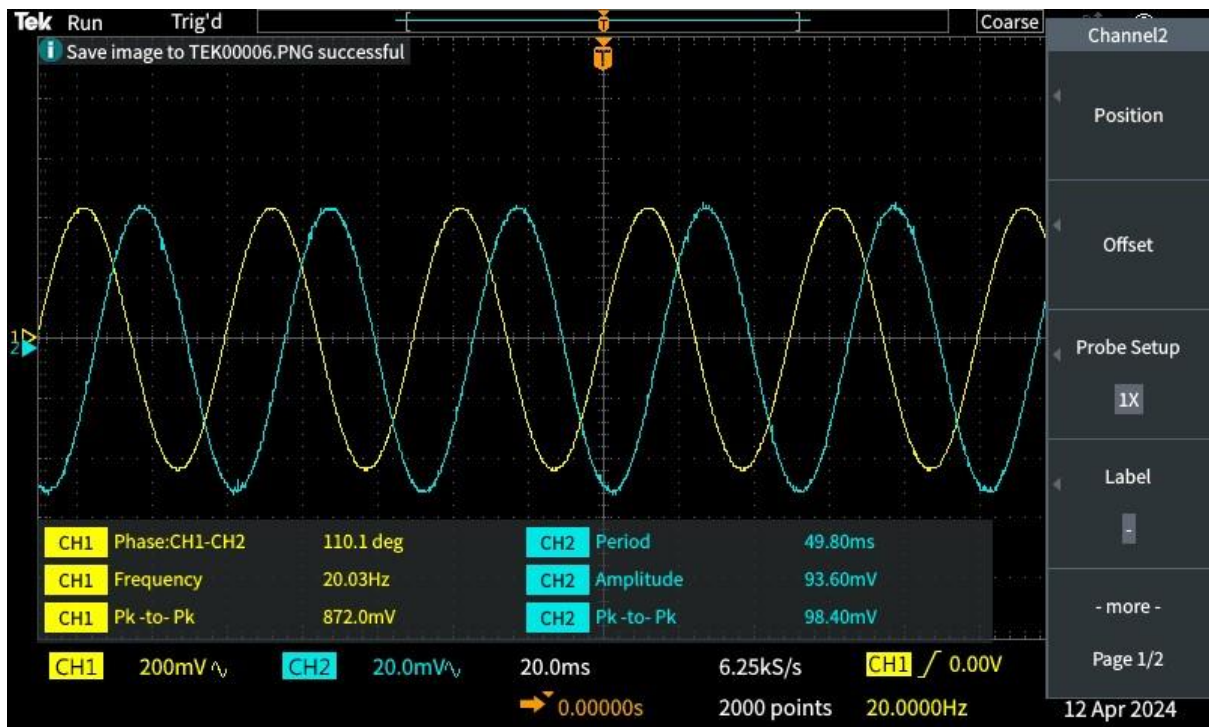 Tek Run Trig'd T Coarse
Save image to TEK00006.PNG successful
T
Channel2
Position
Offset
1
2
Probe Setup
1X
Label
-
CH1 Phase:CH1-CH2 110.1 deg CH2 Period 49.80ms
CH1 Frequency 20.03Hz CH2 Amplitude 93.60mV
CH1 Pk-to-Pk 872.0mV CH2 Pk-to-Pk 98.40mV
- more -
Page 1/2
CH1 200mV CH2 20.0mV 20.0ms 6.25kS/s CH1 0.00V
0.00000s 2000 points 20.0000Hz 12 Apr 2024